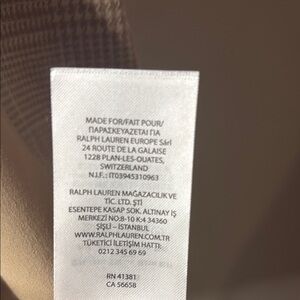 MADE FOR/FAIT POUR/
ΠΑΡΑΣΚΕΥΑΖΕΤΑΙ ΓΙΑ
RALPH LAUREN EUROPE Sàrl
24 ROUTE DE LA GALAISE
1228 PLAN-LES-OUATES,
SWITZERLAND
N.I.F.: IT03945310963
RALPH LAUREN MAĞAZACILIK VE
TİC. LTD. ŞTİ
ESENTEPE KASAP SOK. ALTINAY İŞ
MERKEZİ NO:8-10 K:4 34360
ŞİŞLİ – İSTANBUL
WWW.RALPHLAUREN.COM.TR
TÜKETİCİ İLETİŞİM HATTI:
0212 345 69 69
RN 41381
CA 56658